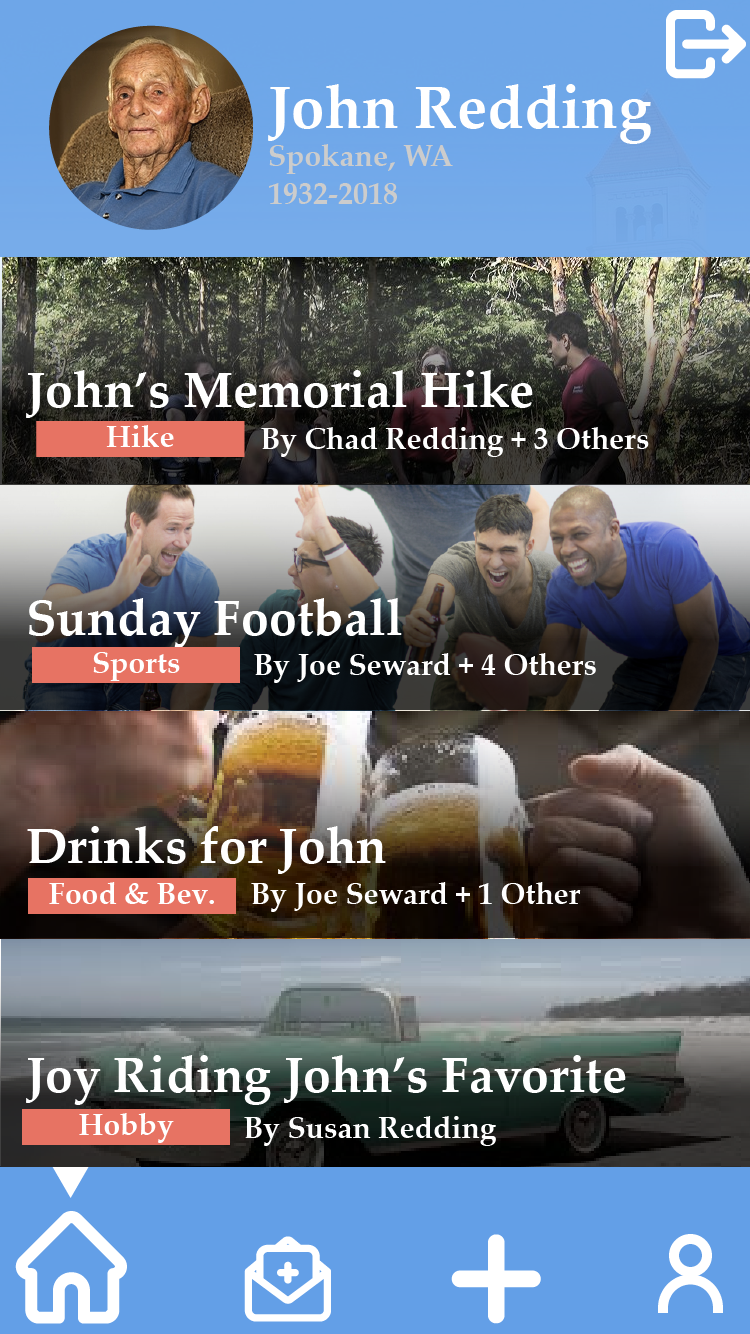 John Redding
Spokane, WA
1932-2018
John’s Memorial Hike
Hike By Chad Redding + 3 Others
Sunday Football
Sports By Joe Seward + 4 Others
Drinks for John
Food & Bev. By Joe Seward + 1 Other
Joy Riding John’s Favorite
Hobby By Susan Redding